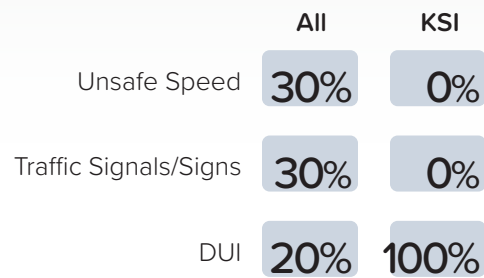 All KSI
Unsafe Speed 30% 0%
Traffic Signals/Signs 30% 0%
DUI 20% 100%